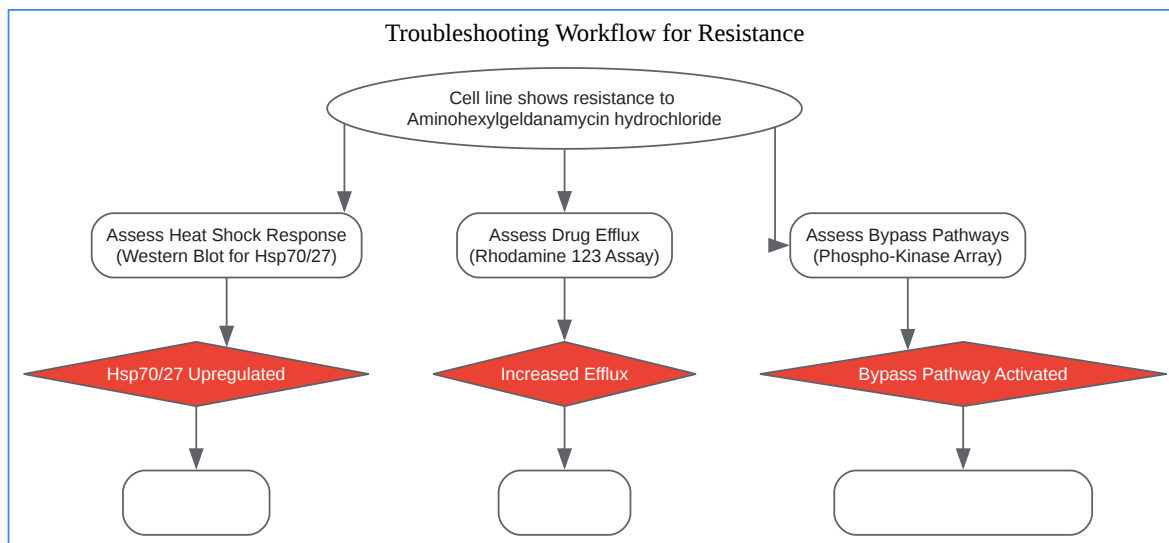 Troubleshooting Workflow for Resistance
Cell line shows resistance to
Aminohexylgeldanamycin hydrochloride
Assess Heat Shock Response
(Western Blot for Hsp70/27)
Assess Drug Efflux
(Rhodamine 123 Assay)
Assess Bypass Pathways
(Phospho-Kinase Array)
Hsp70/27 Upregulated
Increased Efflux
Bypass Pathway Activated